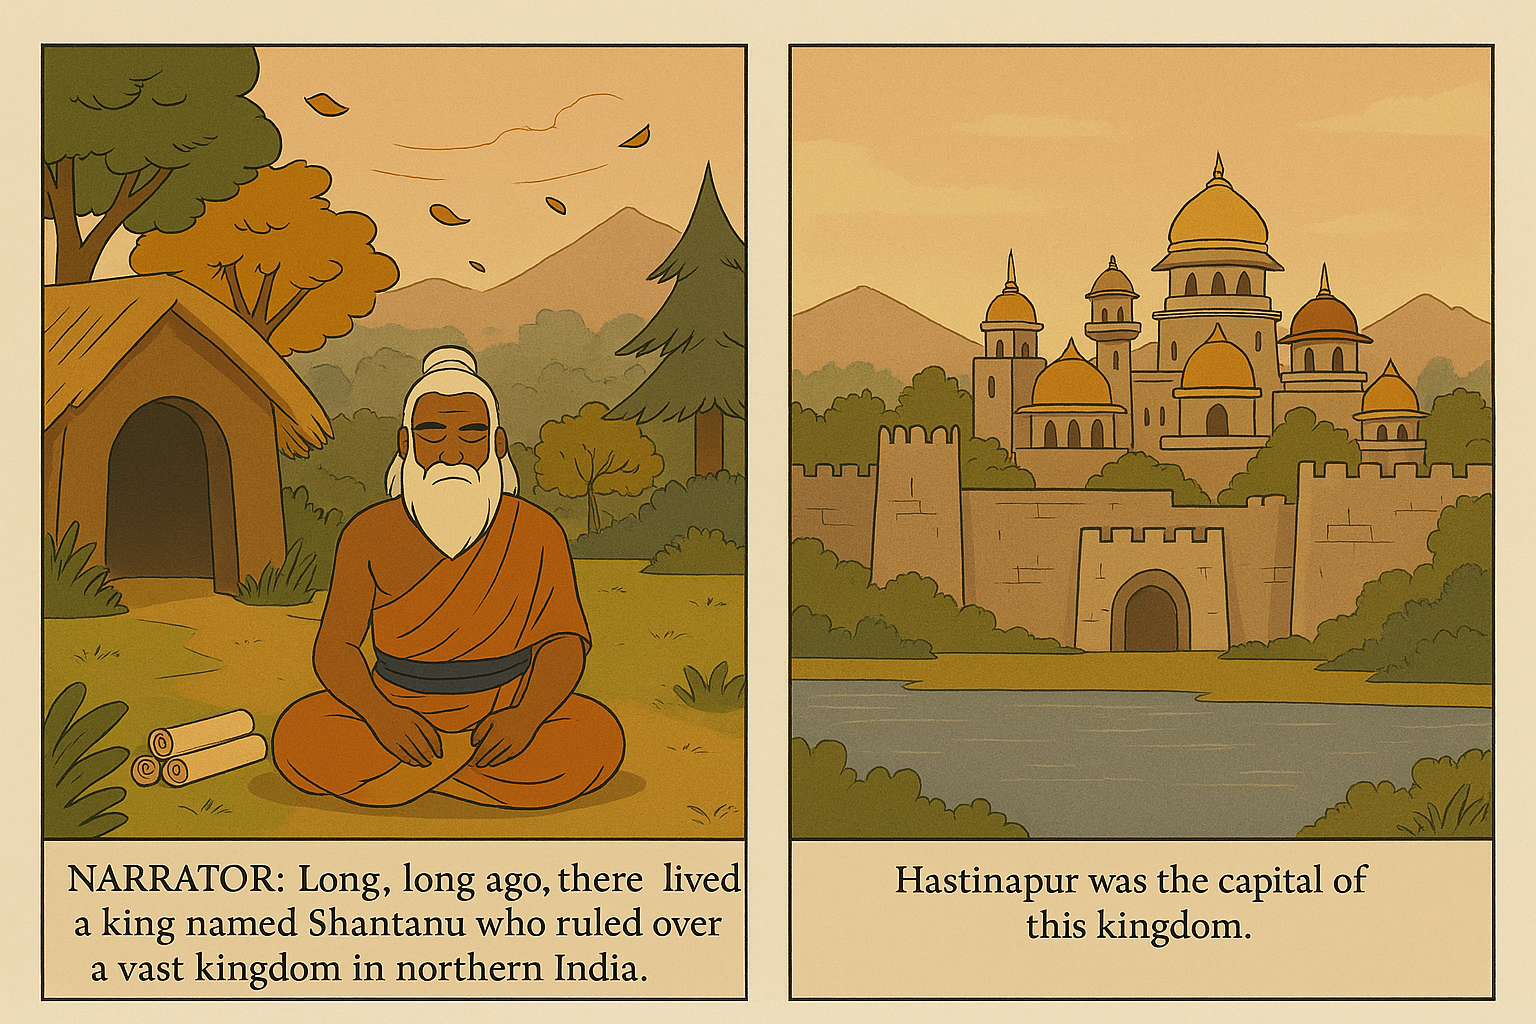 NARRATOR: Long, long ago, there lived
a king named Shantanu who ruled over
a vast kingdom in northern India.
Hastinapur was the capital of
this kingdom.